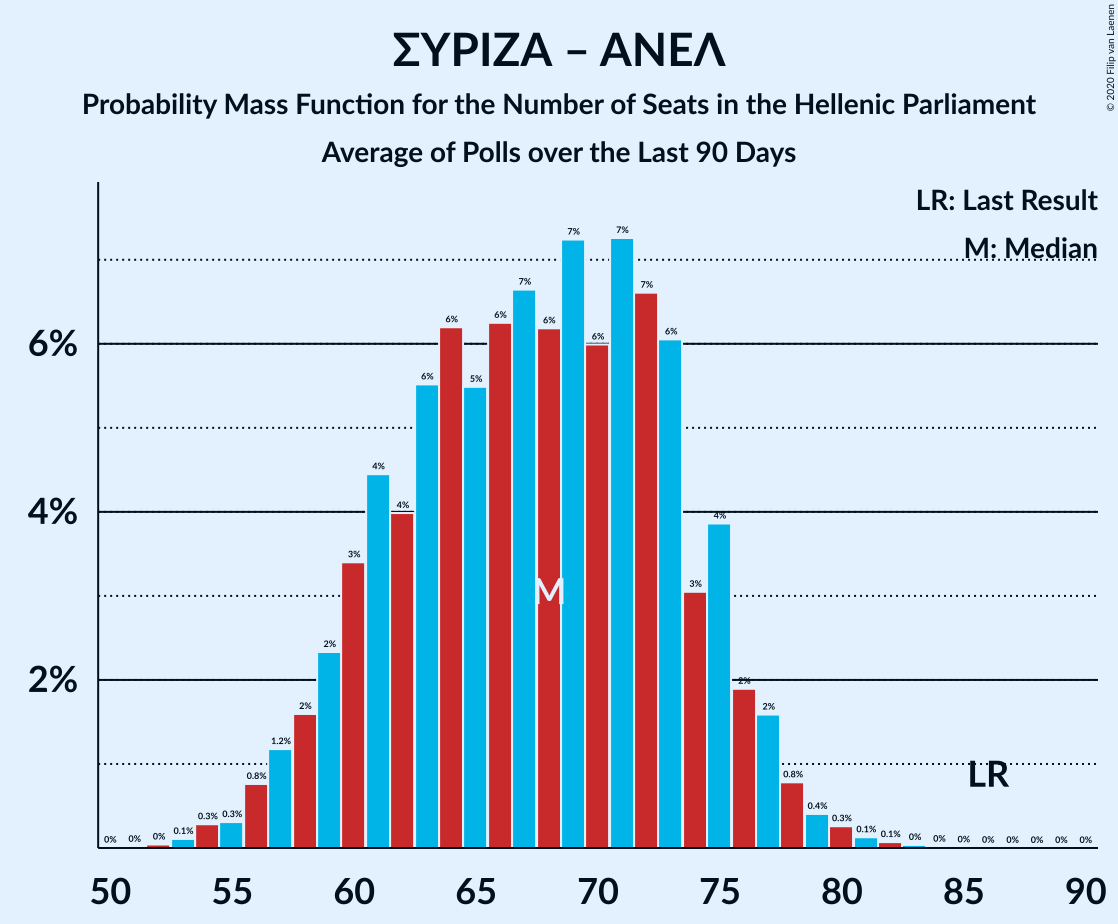 ΣΥΡΙΖΑ – ΑΝΕΛ
Probability Mass Function for the Number of Seats in the Hellenic Parliament
Average of Polls over the Last 90 Days
© 2020 Filip van Laenen
LR: Last Result
M: Median
6%
4%
2%
0% 0% 0% 0.1% 0.3% 0.3% 0.8% 1.2% 2% 2% 3% 4% 4% 6% 6% 5% 6% 7% 6% 7% 6% 7% 7% 6% 3% 4% 2% 2% 0.8% 0.4% 0.3% 0.1% 0.1% 0% 0% 0% 0% 0% 0% 0% 0%
M
LR
50 55 60 65 70 75 80 85 90